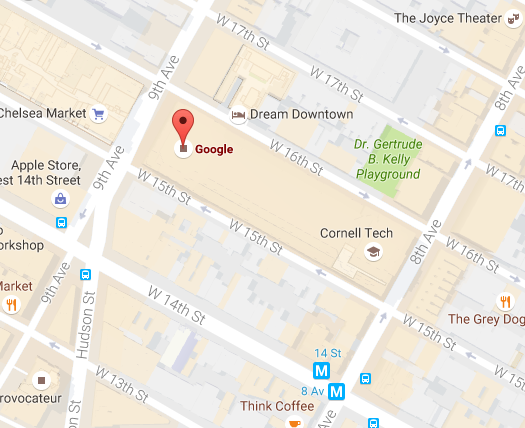 The Joyce Theater
W 17th St
W 17th St
W 17
9th Ave
8th Ave
Chelsea Market
Dream Downtown
Google
Dr. Gertrude
B. Kelly
Playground
W 16th St
Apple Store,
est 14th Street
9th Ave
W 15th St
Cornell Tech
W 15th St
8th Ave
W 16th St
o
orkshop
9th Ave
Market
Hudson St
W 14th St
The Grey Dog
W 15th St
14 St
M
8 Av
M
W 13th St
rovocateur
Think Coffee
on St
Ave